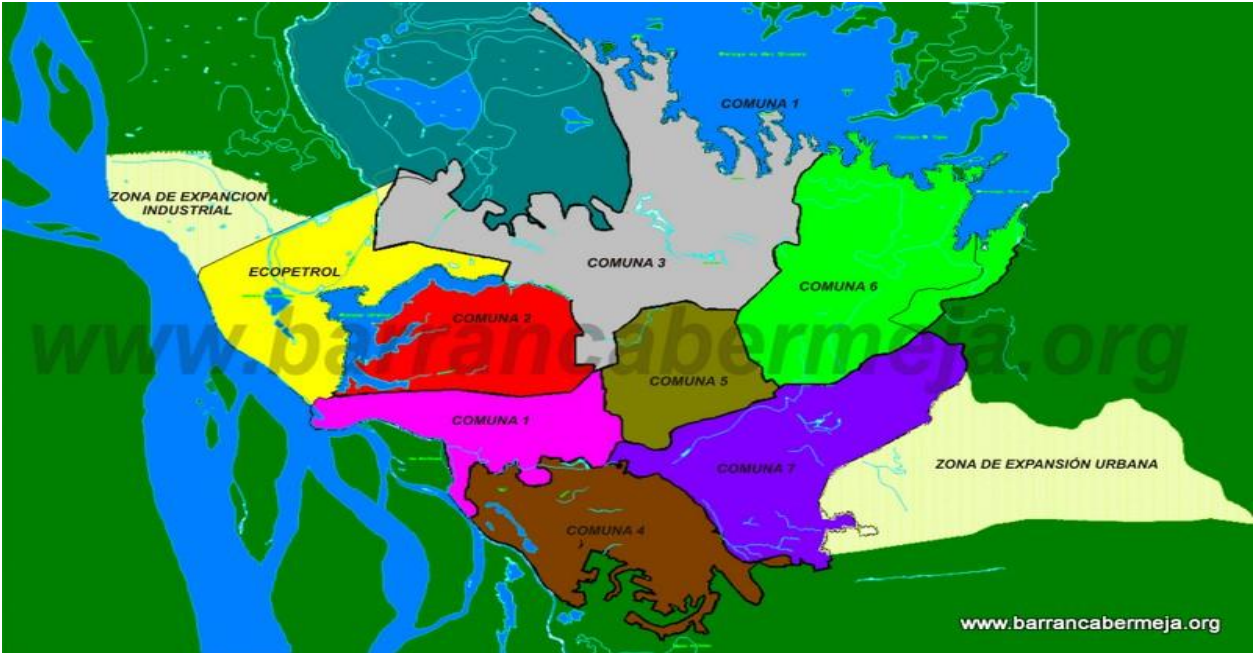 COMUNA 1
ZONA DE EXPANCION
INDUSTRIAL
ECOPETROL
COMUNA 3
COMUNA 6
COMUNA 2
www.barrancabermeja.org
COMUNA 5
COMUNA 1
COMUNA 7
ZONA DE EXPANSIÓN URBANA
COMUNA 4
www.barrancabermeja.org